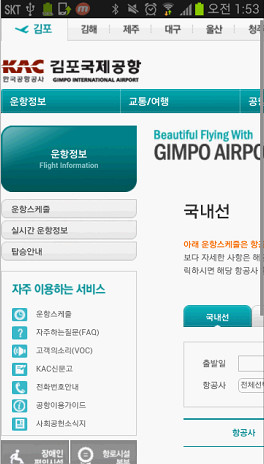 SKT 오전 1:53
김포 김해 제주 대구 울산 청주
KAC 김포국제공항
한국공항공사 GIMPO INTERNATIONAL AIRPORT
운항정보 교통/여행 공
운항정보
Flight Information
Beautiful Flying With
GIMPO AIRPO
운항스케줄
실시간 운항정보
탑승안내
국내선
아래 운항스케줄은 항공
보다 자세한 사항은 해
릭하시면 해당 항공사
자주 이용하는 서비스
운항스케줄
자주하는질문(FAQ)
고객의소리(VOC)
KAC신문고
전화번호안내
공항이용가이드
사회공헌소식지
국내선
출발일
항공사 전체선
항공사
장애인
편의시설
항로시설
본부